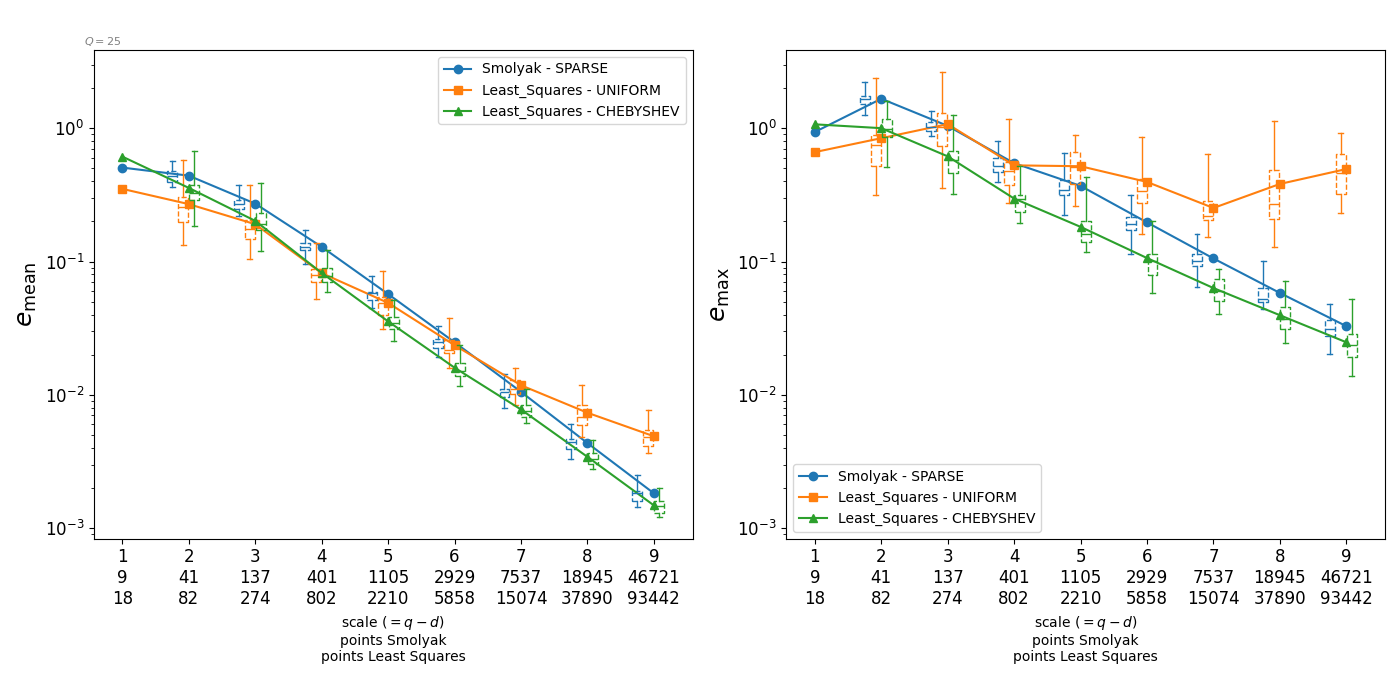 Q = 25
Smolyak - SPARSE
Least_Squares - UNIFORM
Least_Squares - CHEBYSHEV
10⁰
10⁻¹
10⁻²
10⁻³
e_mean
1 2 3 4 5 6 7 8 9
9 41 137 401 1105 2929 7537 18945 46721
18 82 274 802 2210 5858 15074 37890 93442
scale (= q − d)
points Smolyak
points Least Squares
10⁰
10⁻¹
10⁻²
10⁻³
e_max
Smolyak - SPARSE
Least_Squares - UNIFORM
Least_Squares - CHEBYSHEV
1 2 3 4 5 6 7 8 9
9 41 137 401 1105 2929 7537 18945 46721
18 82 274 802 2210 5858 15074 37890 93442
scale (= q − d)
points Smolyak
points Least Squares